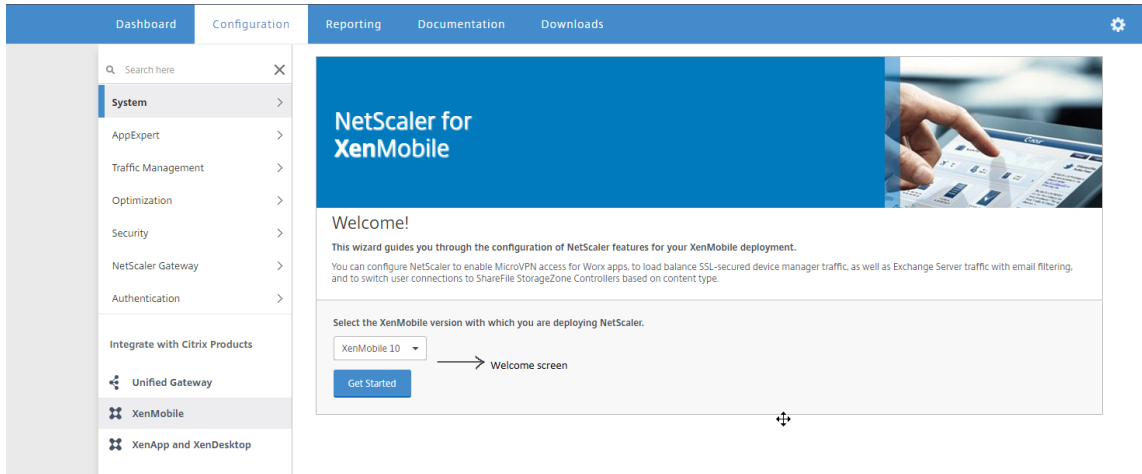 Dashboard Configuration Reporting Documentation Downloads
Search here
System
AppExpert
Traffic Management
Optimization
Security
NetScaler Gateway
Authentication
Integrate with Citrix Products
Unified Gateway
XenMobile
XenApp and XenDesktop
NetScaler for
XenMobile
Welcome!
This wizard guides you through the configuration of NetScaler features for your XenMobile deployment.
You can configure NetScaler to enable MicroVPN access for Worx apps, to load balance SSL-secured device manager traffic, as well as Exchange Server traffic with email filtering,
and to switch user connections to ShareFile StorageZone Controllers based on content type.
Select the XenMobile version with which you are deploying NetScaler.
XenMobile 10
Welcome screen
Get Started